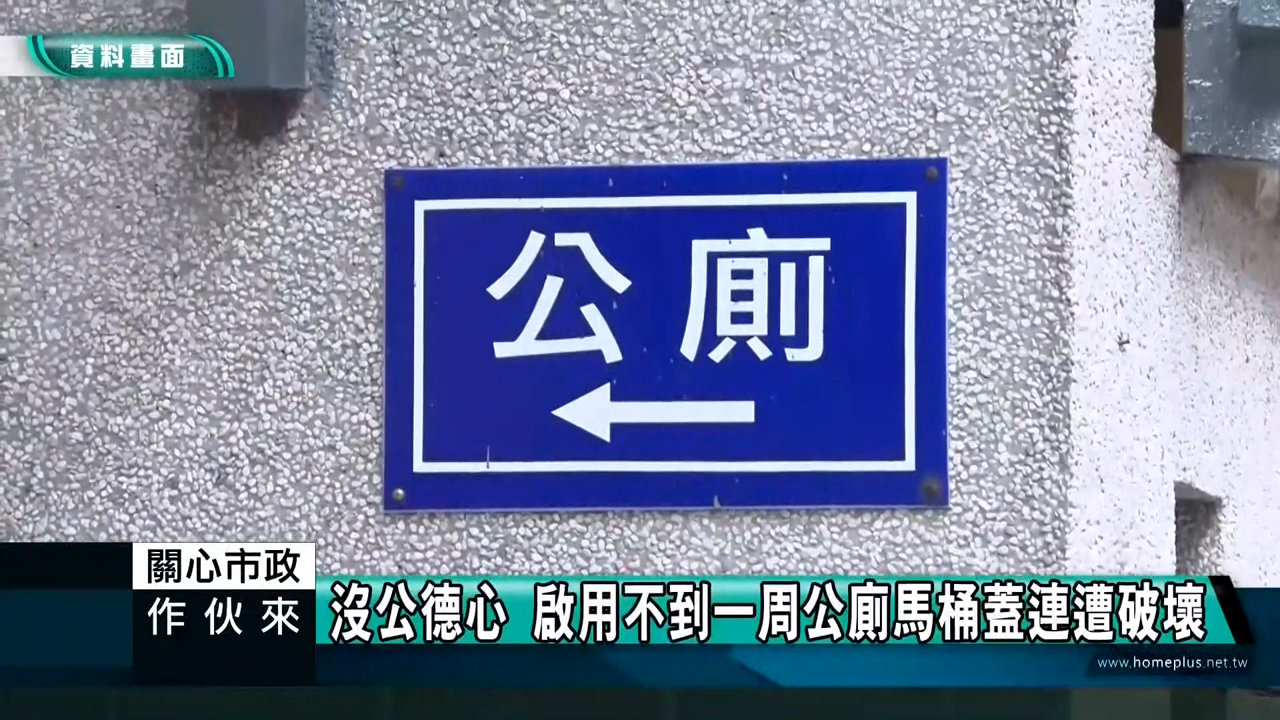 資料畫面
公廁
關心市政
作伙來
沒公德心 啟用不到一周公廁馬桶蓋連遭破壞
www.homeplus.net.tw